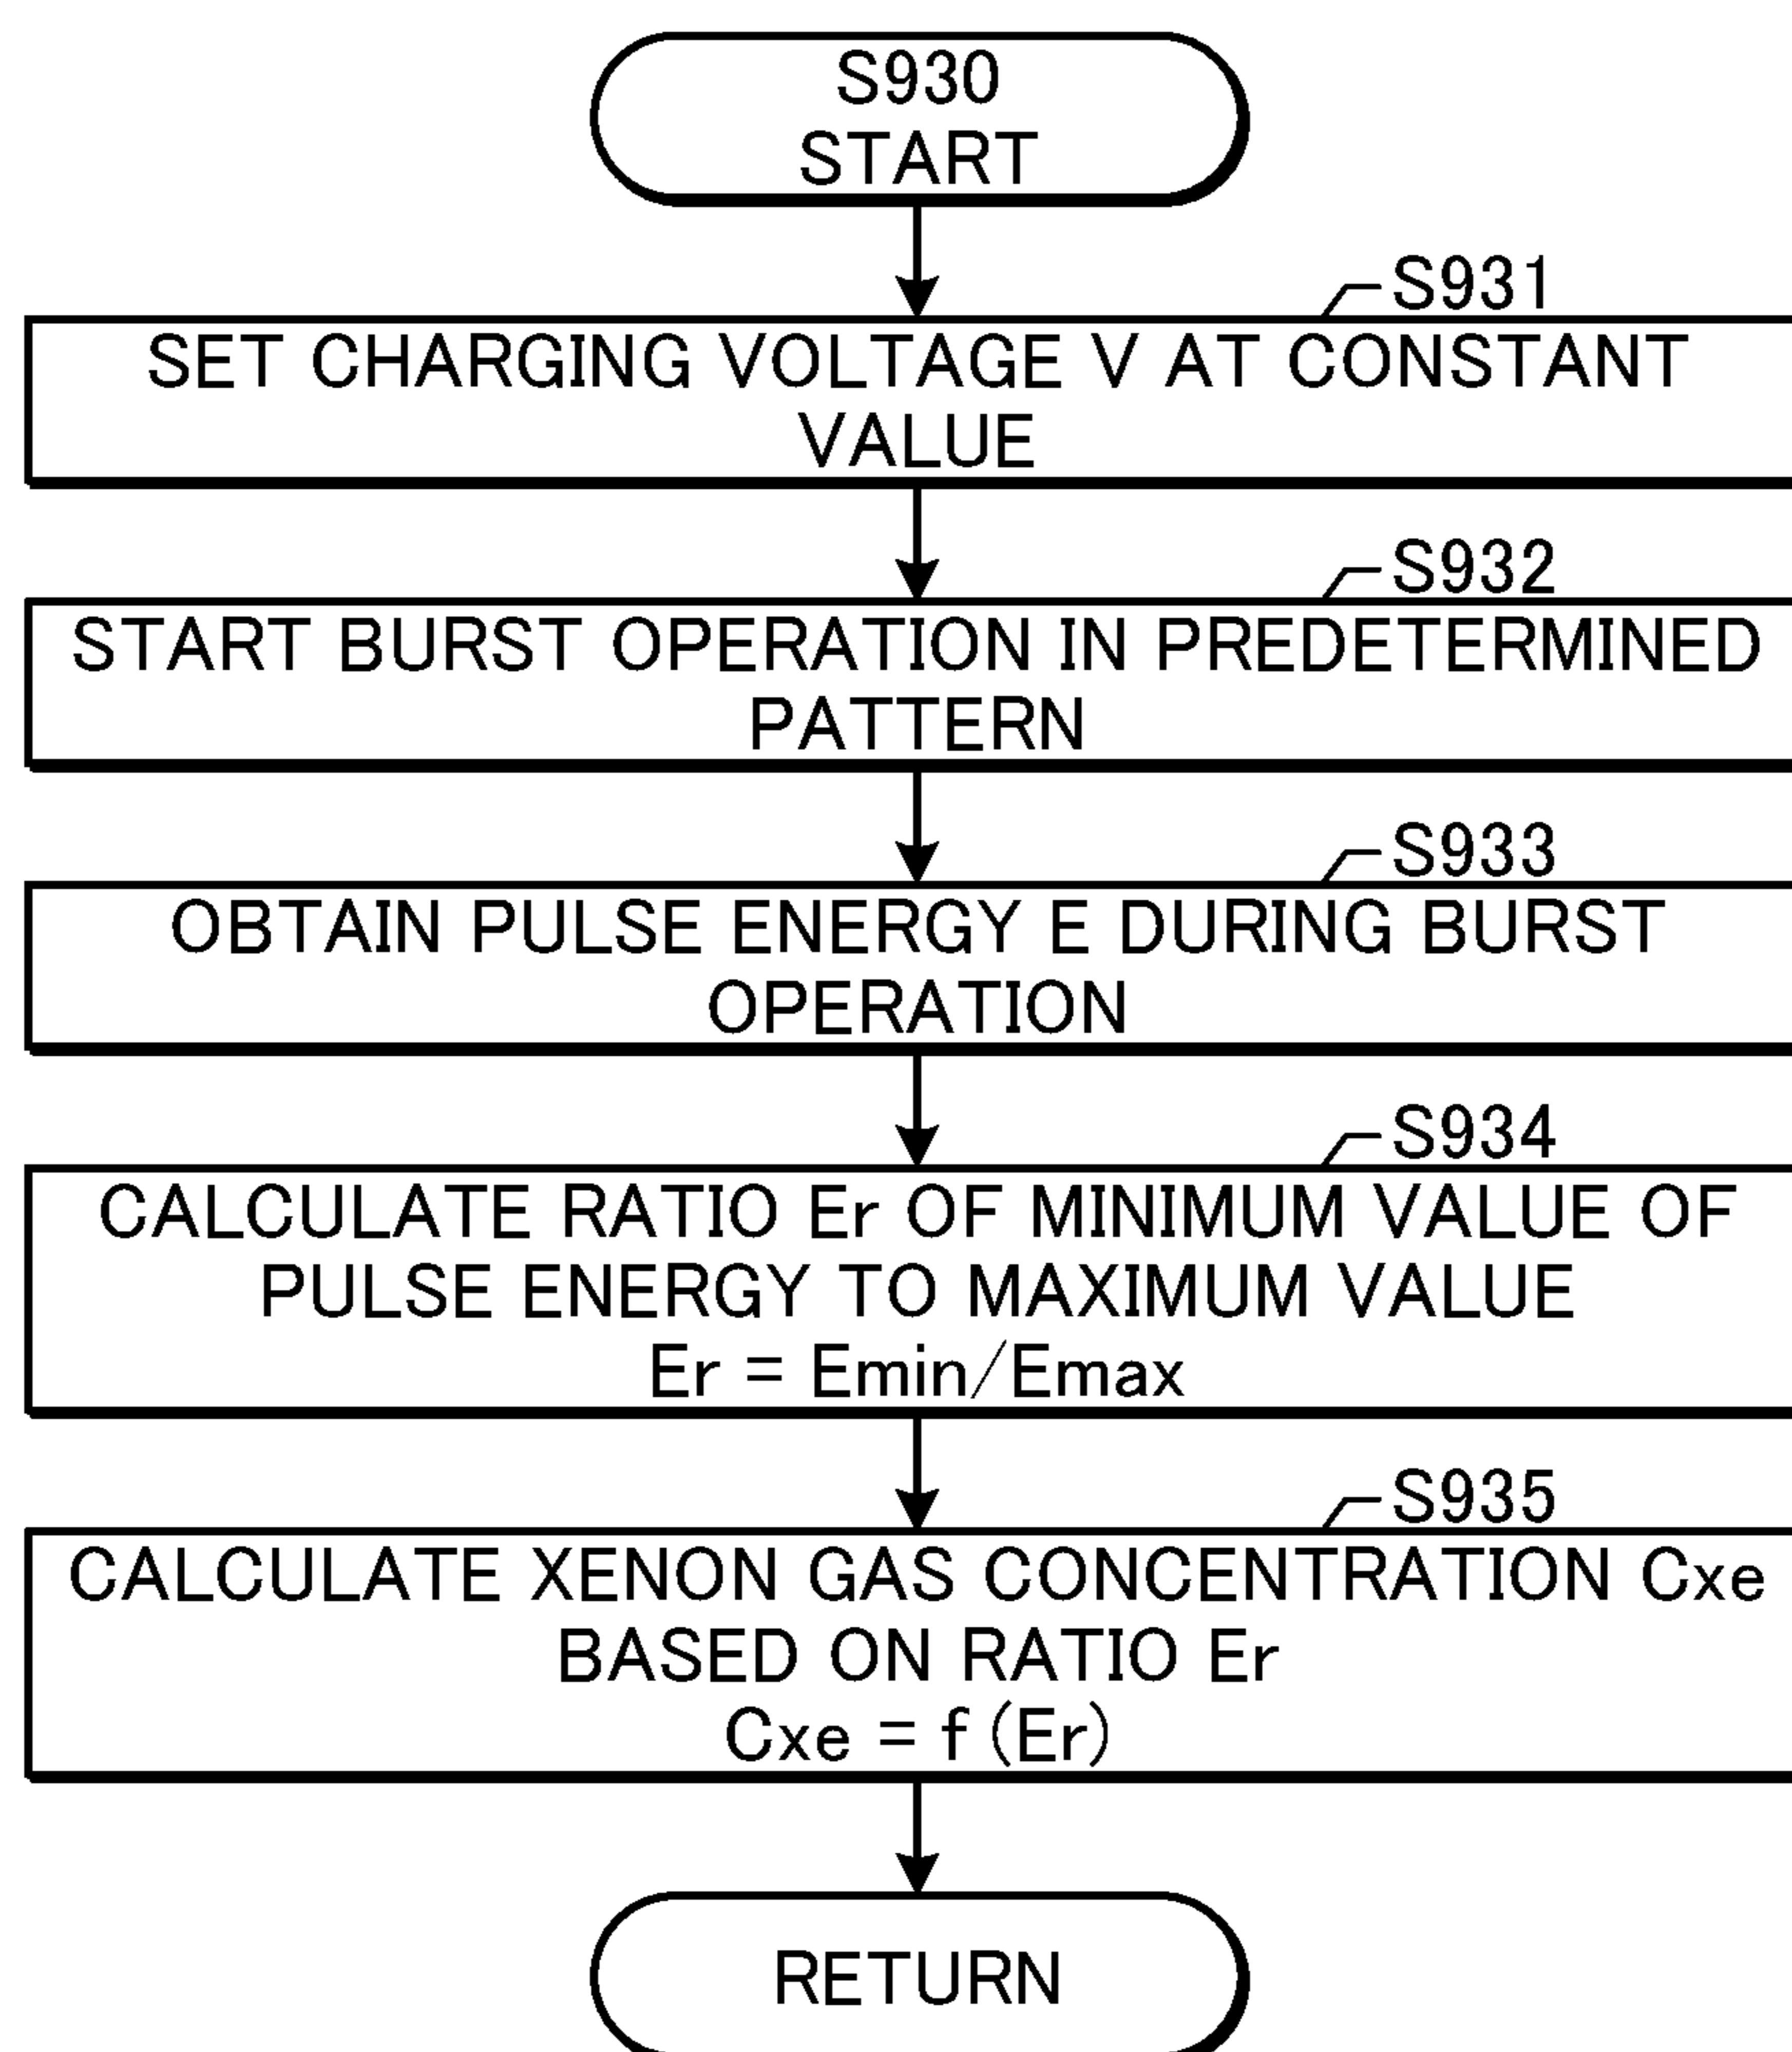 S930
START
S931
SET CHARGING VOLTAGE V AT CONSTANT
VALUE
S932
START BURST OPERATION IN PREDETERMINED
PATTERN
S933
OBTAIN PULSE ENERGY E DURING BURST
OPERATION
S934
CALCULATE RATIO Er OF MINIMUM VALUE OF
PULSE ENERGY TO MAXIMUM VALUE
Er = Emin/Emax
S935
CALCULATE XENON GAS CONCENTRATION Cxe
BASED ON RATIO Er
Cxe = f (Er)
RETURN